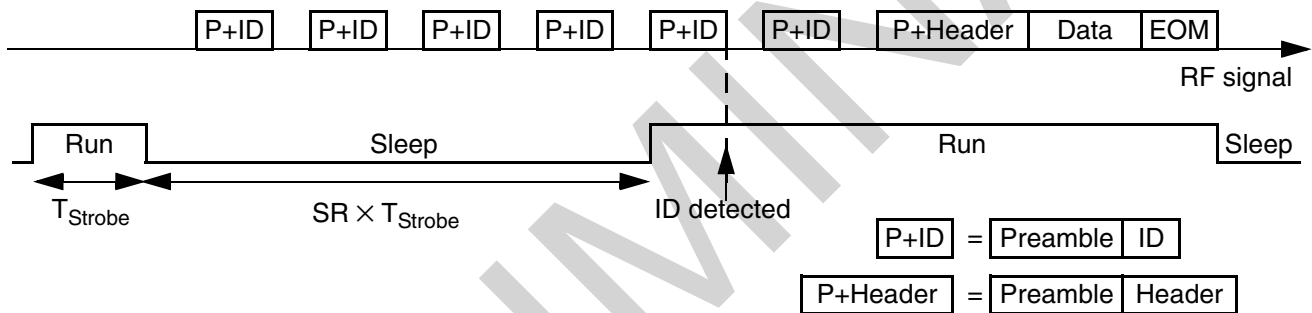 P+ID P+ID P+ID P+ID P+ID P+ID P+Header Data EOM
RF signal
Run Sleep Run Sleep
T_Strobe SR × T_Strobe ID detected
P+ID = Preamble ID
P+Header = Preamble Header